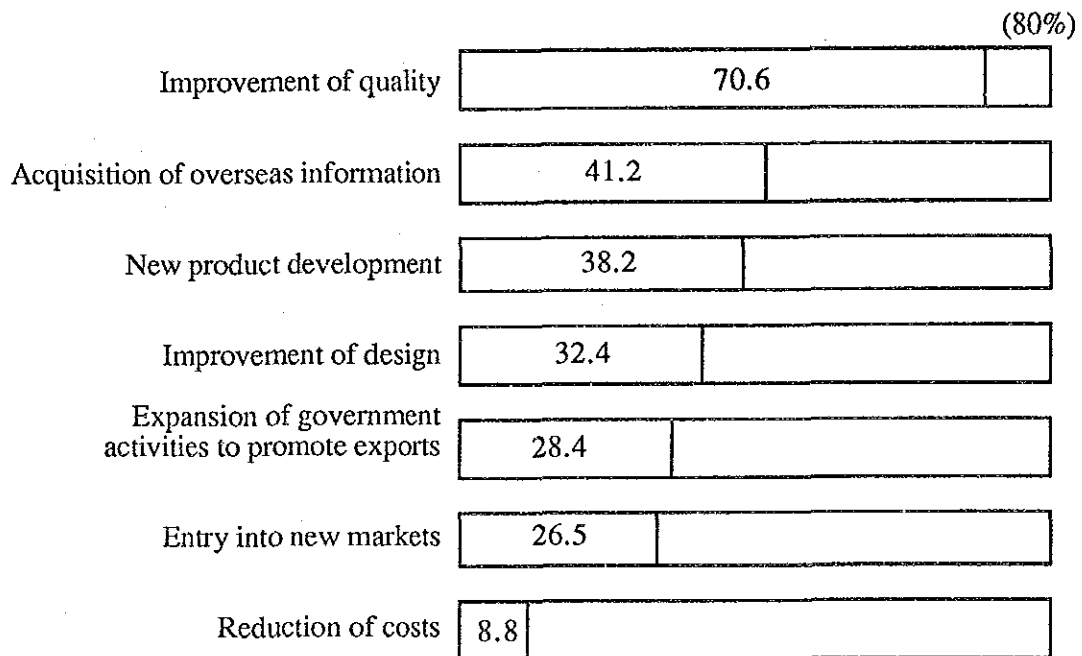 (80%)
Improvement of quality 70.6
Acquisition of overseas information 41.2
New product development 38.2
Improvement of design 32.4
Expansion of government
activities to promote exports 28.4
Entry into new markets 26.5
Reduction of costs 8.8